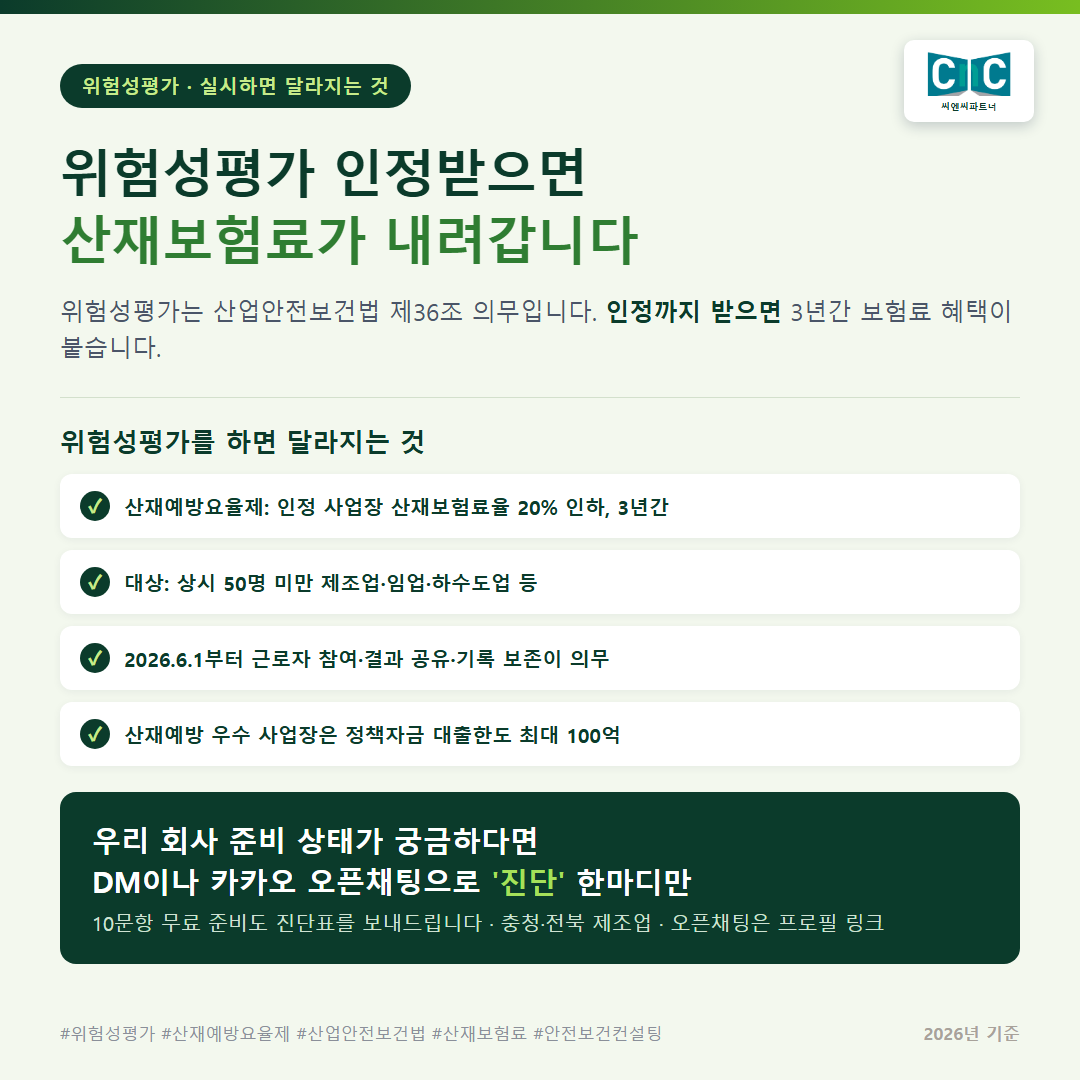 위험성평가 · 실시하면 달라지는 것
CnC
씨엔씨파트너
위험성평가 인정받으면
산재보험료가 내려갑니다
위험성평가는 산업안전보건법 제36조 의무입니다. 인정까지 받으면 3년간 보험료 혜택이
붙습니다.
위험성평가를 하면 달라지는 것
산재예방요율제: 인정 사업장 산재보험료율 20% 인하, 3년간
대상: 상시 50명 미만 제조업·임업·하수도업 등
2026.6.1부터 근로자 참여·결과 공유·기록 보존이 의무
산재예방 우수 사업장은 정책자금 대출한도 최대 100억
우리 회사 준비 상태가 궁금하다면
DM이나 카카오 오픈채팅으로 '진단' 한마디만
10문항 무료 준비도 진단표를 보내드립니다 · 충청·전북 제조업 · 오픈채팅은 프로필 링크
#위험성평가 #산재예방요율제 #산업안전보건법 #산재보험료 #안전보건컨설팅
2026년 기준